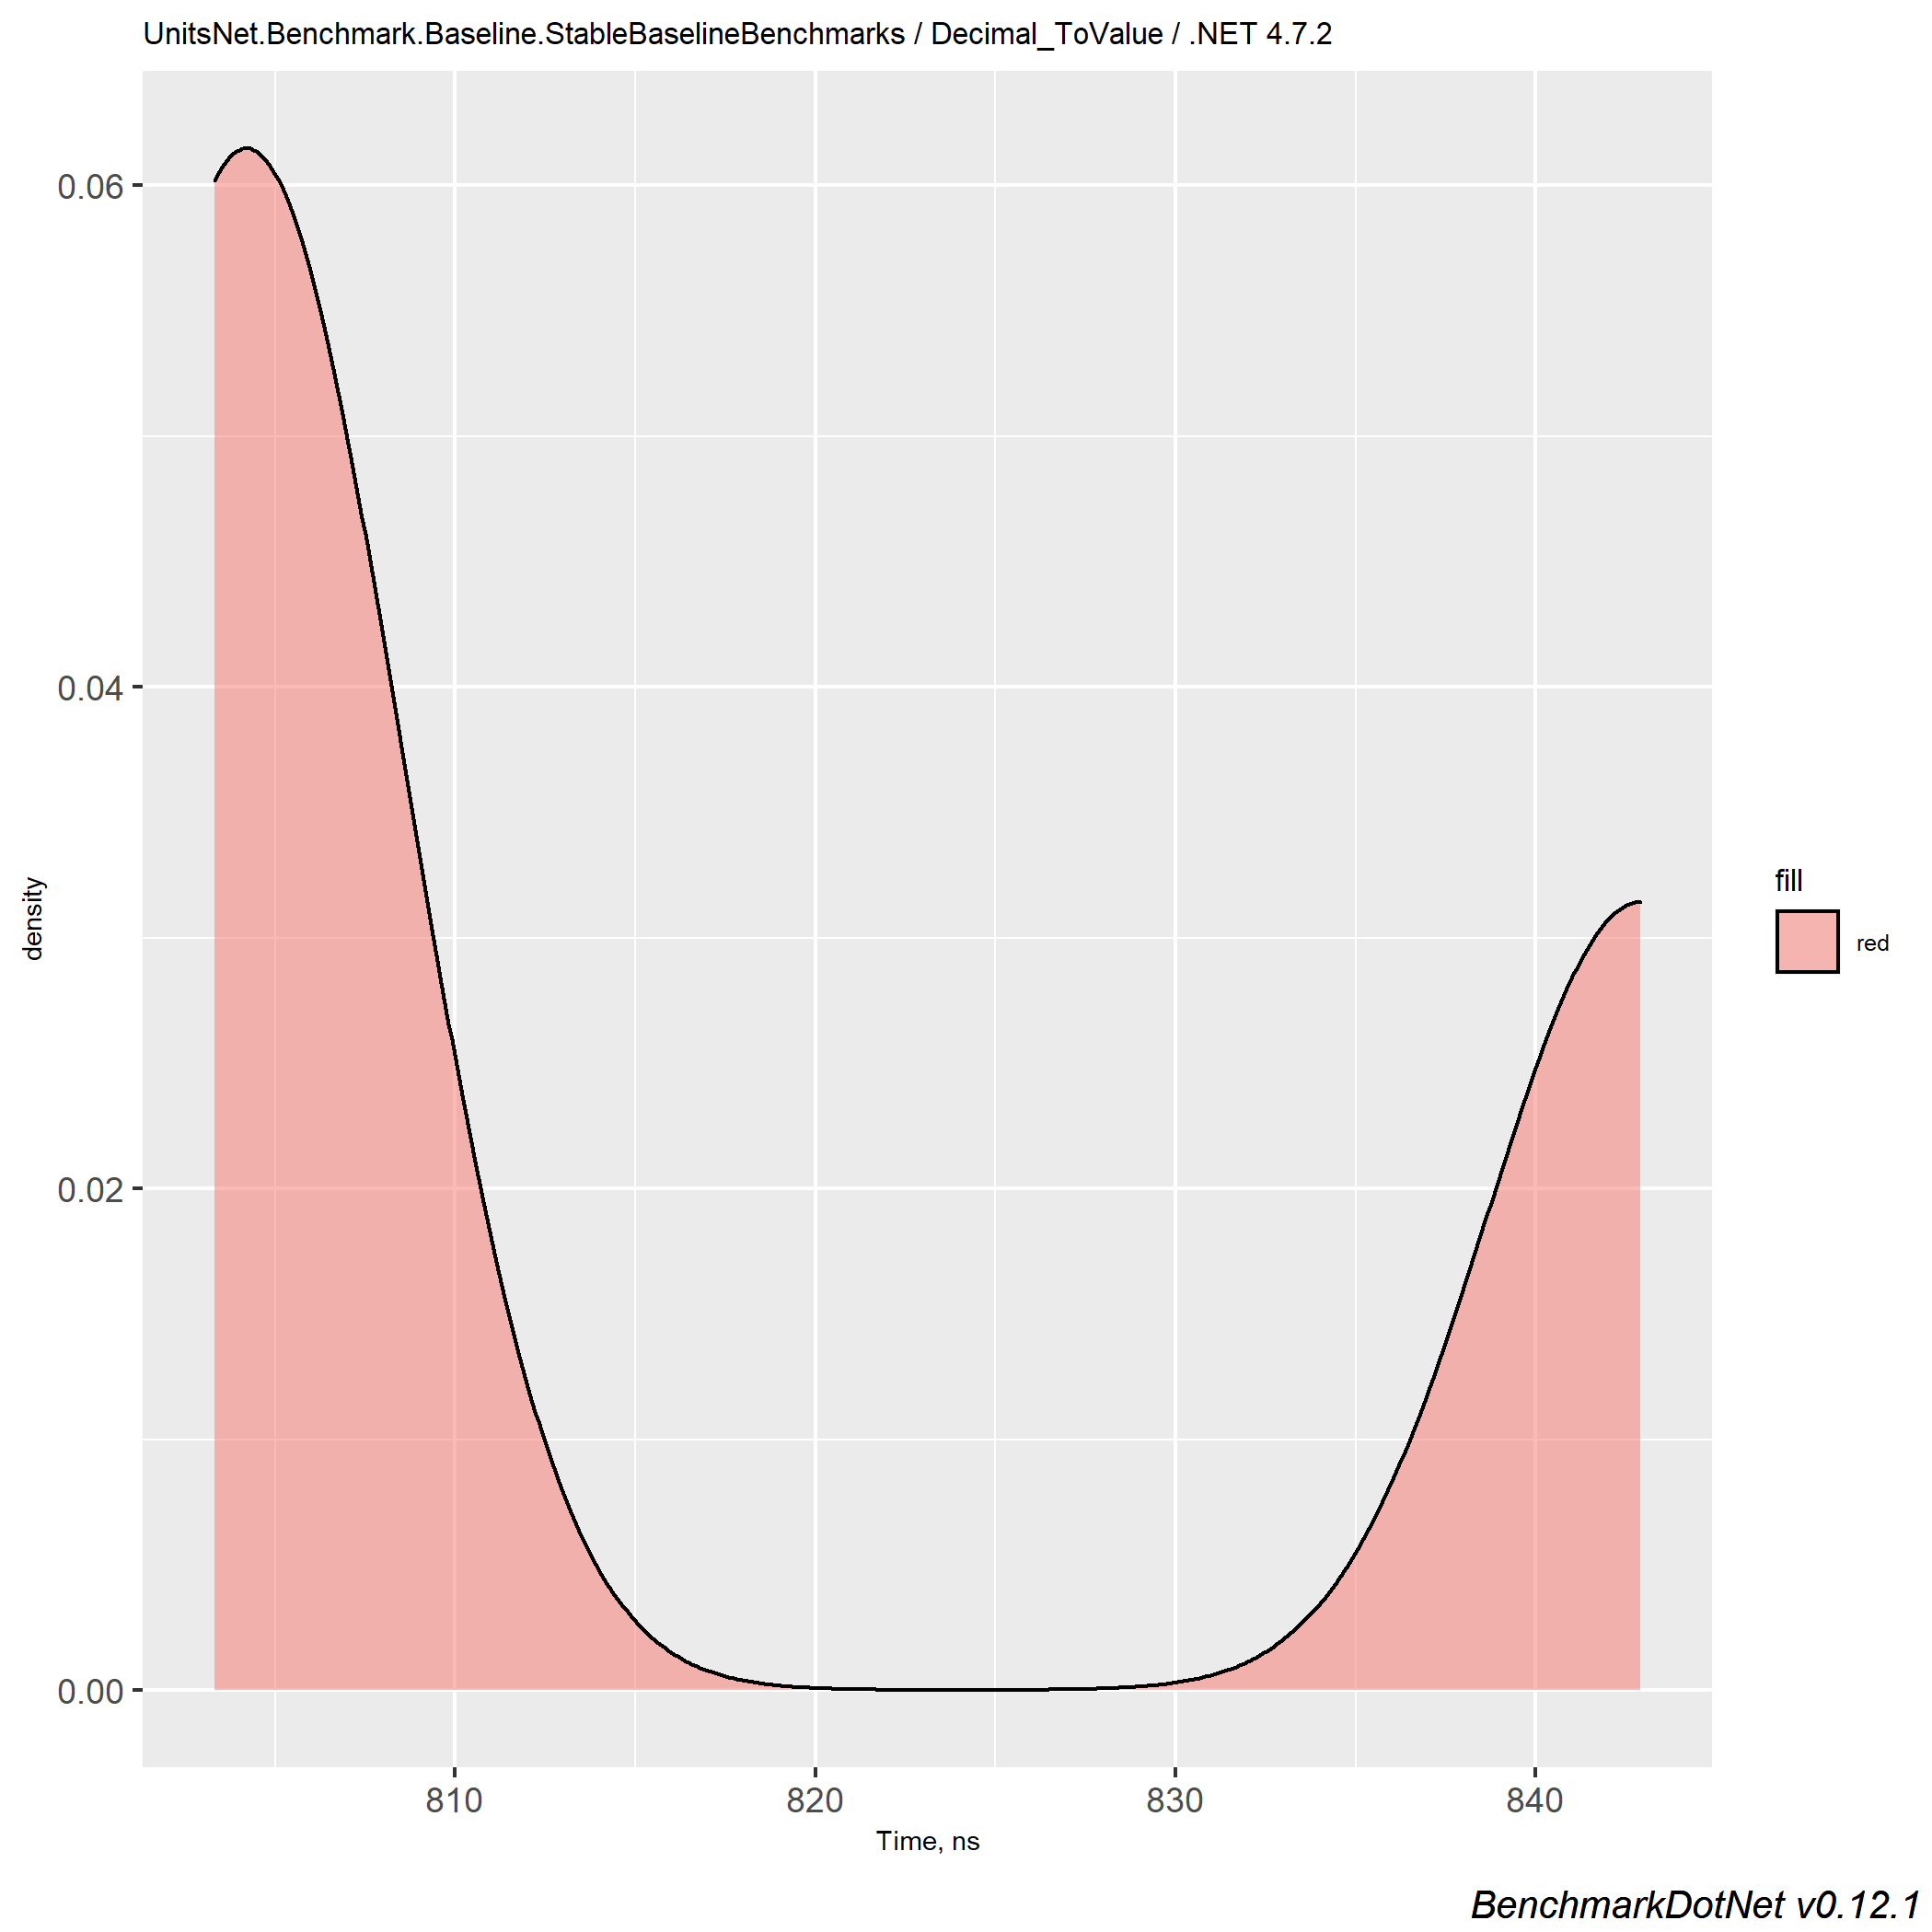 UnitsNet.Benchmark.Baseline.StableBaselineBenchmarks / Decimal_ToValue / .NET 4.7.2
0.06
0.04
0.02
0.00
density
810 820 830 840
Time, ns
fill
red
BenchmarkDotNet v0.12.1